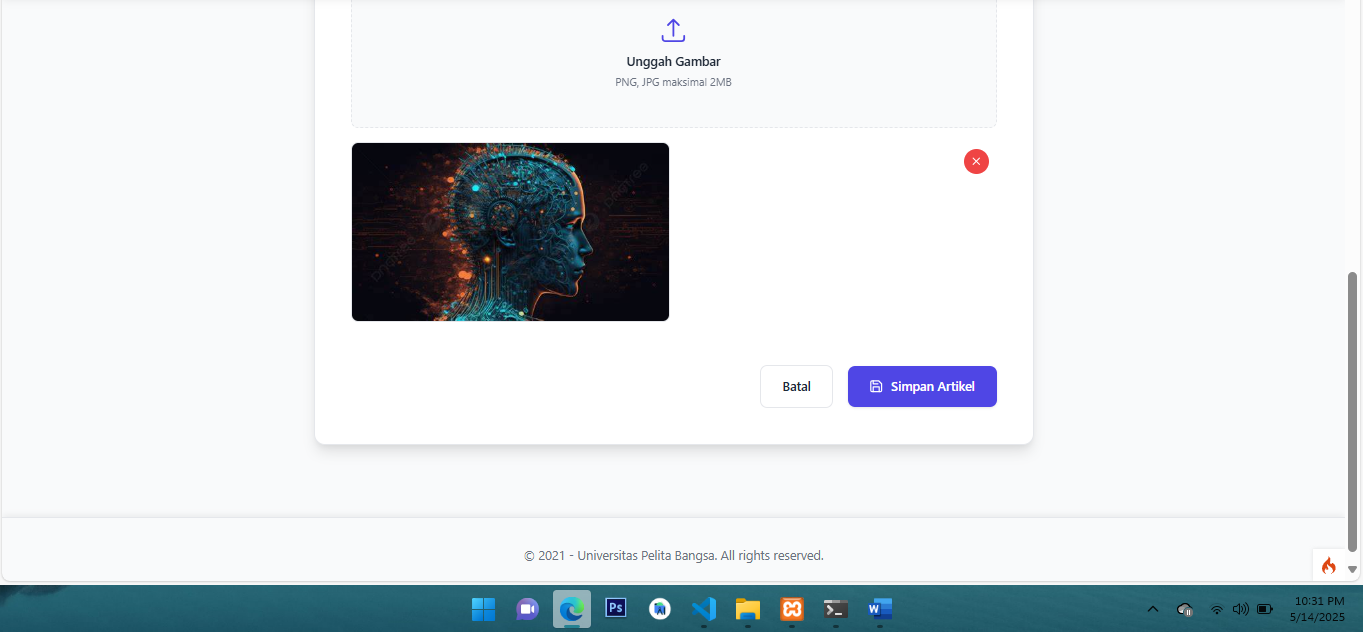 Unggah Gambar
PNG, JPG maksimal 2MB
Batal
Simpan Artikel
© 2021 - Universitas Pelita Bangsa. All rights reserved.
Ps
AI
W
10:31 PM
5/14/2025